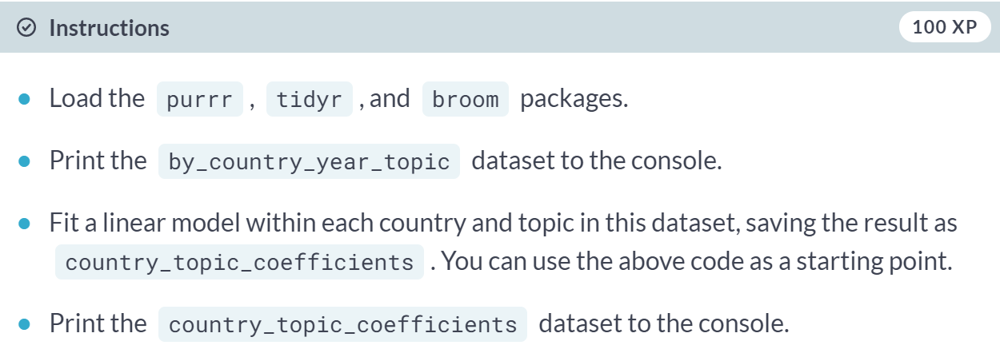 Instructions
100 XP
Load the purrr , tidyr , and broom packages.
Print the by_country_year_topic dataset to the console.
Fit a linear model within each country and topic in this dataset, saving the result as
country_topic_coefficients . You can use the above code as a starting point.
Print the country_topic_coefficients dataset to the console.